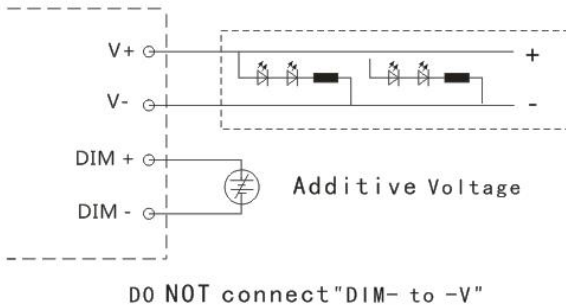 V+
+
V-
-
DIM +
Additive Voltage
DIM -
DO NOT connect"DIM- to -V"